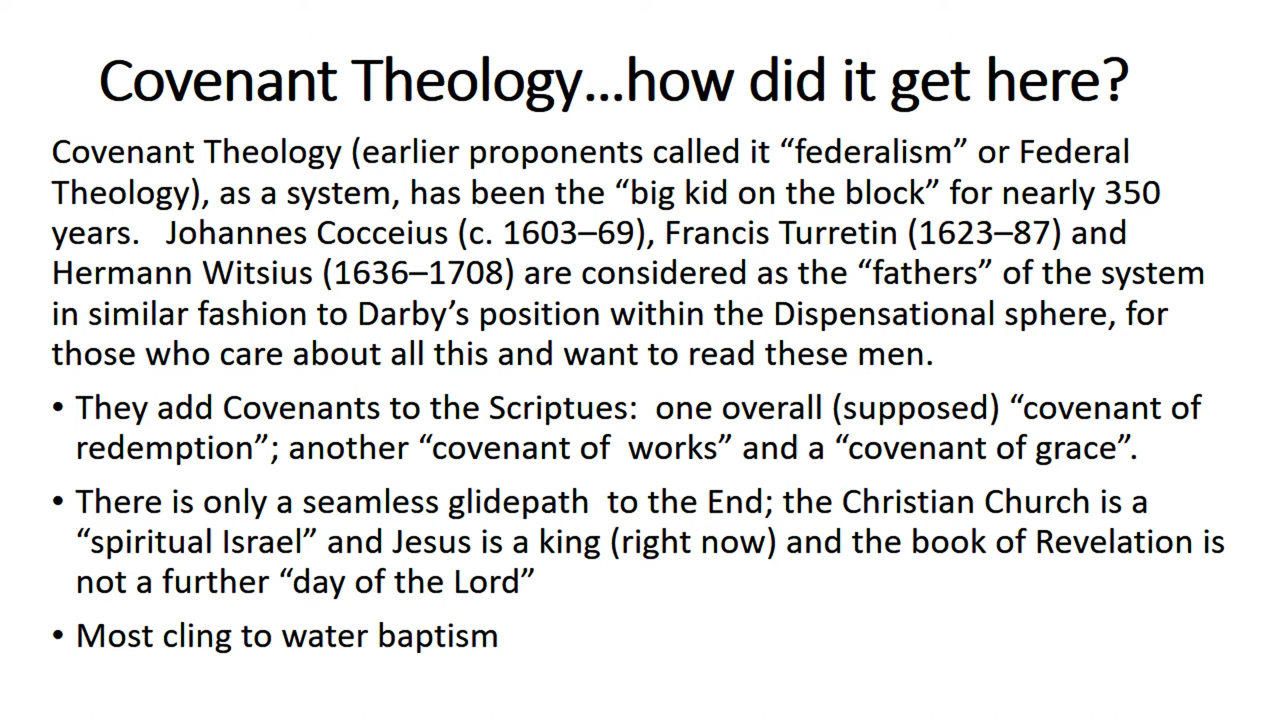 Covenant Theology…how did it get here?
Covenant Theology (earlier proponents called it “federalism” or Federal
Theology), as a system, has been the “big kid on the block” for nearly 350
years.   Johannes Cocceius (c. 1603–69), Francis Turretin (1623–87) and
Hermann Witsius (1636–1708) are considered as the “fathers” of the system
in similar fashion to Darby’s position within the Dispensational sphere, for
those who care about all this and want to read these men.
• They add Covenants to the Scriptues:  one overall (supposed) “covenant of
redemption”; another “covenant of  works” and a “covenant of grace”.
• There is only a seamless glidepath  to the End; the Christian Church is a
“spiritual Israel” and Jesus is a king (right now) and the book of Revelation is
not a further “day of the Lord”
• Most cling to water baptism